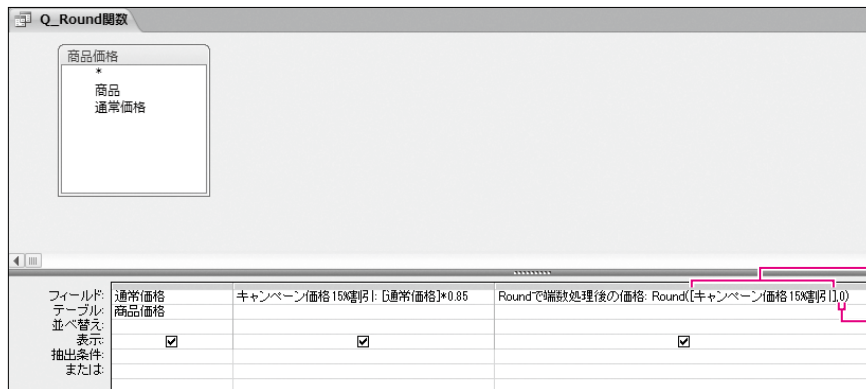 Q_Round関数
商品価格
*
商品
通常価格
フィールド: 通常価格 キャンペーン価格15%割引: [通常価格]*0.85 Roundで端数処理後の価格: Round([キャンペーン価格15%割引],0)
テーブル: 商品価格
並べ替え:
表示:
抽出条件:
または: